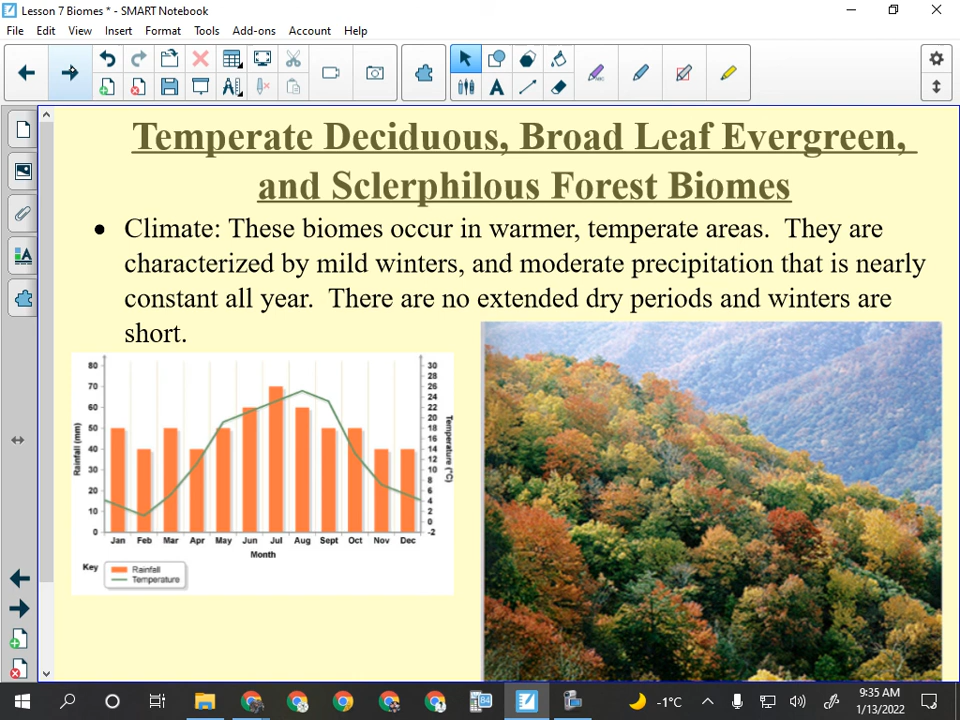 Lesson 7 Biomes * - SMART Notebook
File Edit View Insert Format Tools Add-ons Account Help
Temperate Deciduous, Broad Leaf Evergreen,
and Sclerphilous Forest Biomes
• Climate: These biomes occur in warmer, temperate areas. They are
characterized by mild winters, and moderate precipitation that is nearly
constant all year. There are no extended dry periods and winters are
short.
Rainfall (mm)
80
70
60
50
40
30
20
10
0
30
28
26
24
22
20
18
16
14
12
10
8
6
4
2
0
-2
Temperature (°C)
Jan Feb Mar Apr May Jun Jul Aug Sept Oct Nov Dec
Month
Key
Rainfall
Temperature
84
-1°C
9:35 AM
1/13/2022